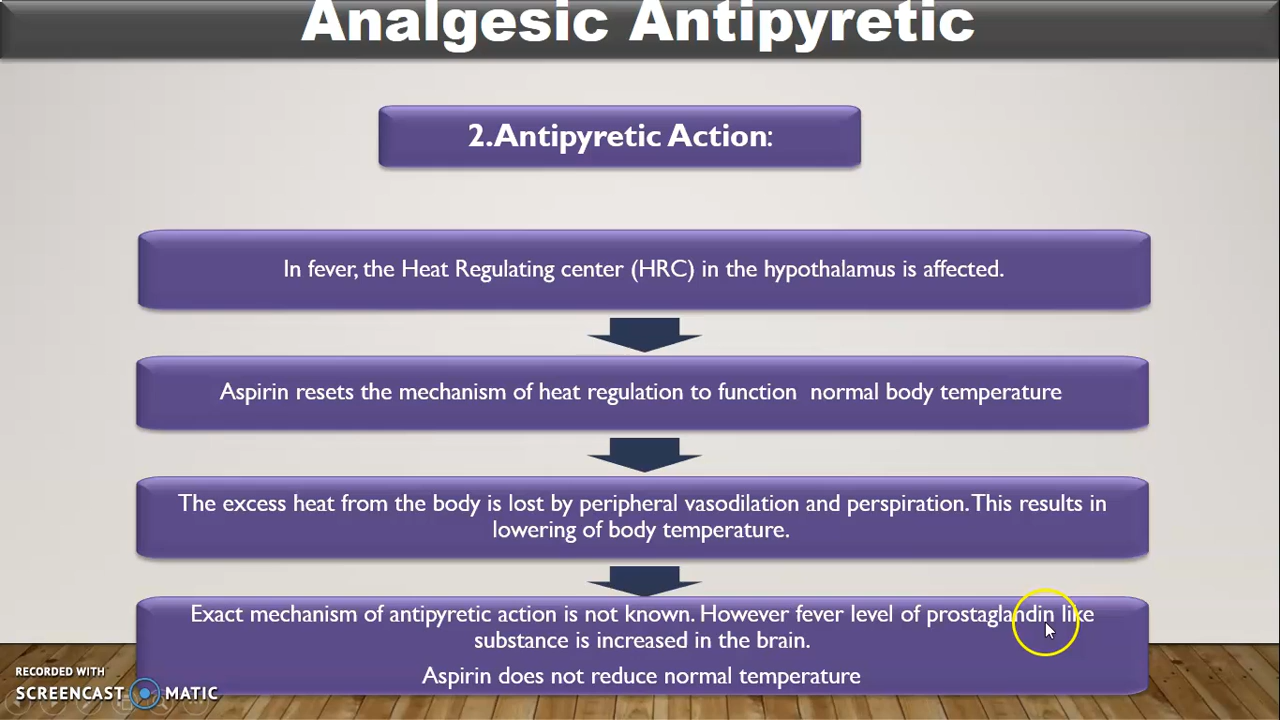 Analgesic Antipyretic
2.Antipyretic Action:
In fever, the Heat Regulating center (HRC) in the hypothalamus is affected.
Aspirin resets the mechanism of heat regulation to function normal body temperature
The excess heat from the body is lost by peripheral vasodilation and perspiration. This results in
lowering of body temperature.
Exact mechanism of antipyretic action is not known. However fever level of prostaglandin like
substance is increased in the brain.
Aspirin does not reduce normal temperature
RECORDED WITH
SCREENCAST MATIC